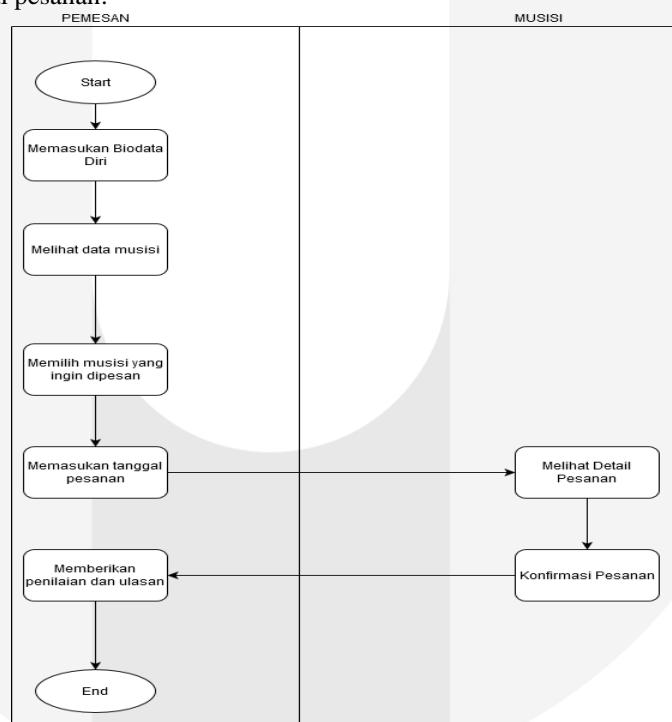 pesanan.
PEMESAN
MUSISI
Start
Memasukan Biodata
Diri
Melihat data musisi
Memilih musisi yang
ingin dipesan
Memasukan tanggal
pesanan
Melihat Detail
Pesanan
Konfirmasi Pesanan
Memberikan
penilaian dan ulasan
End